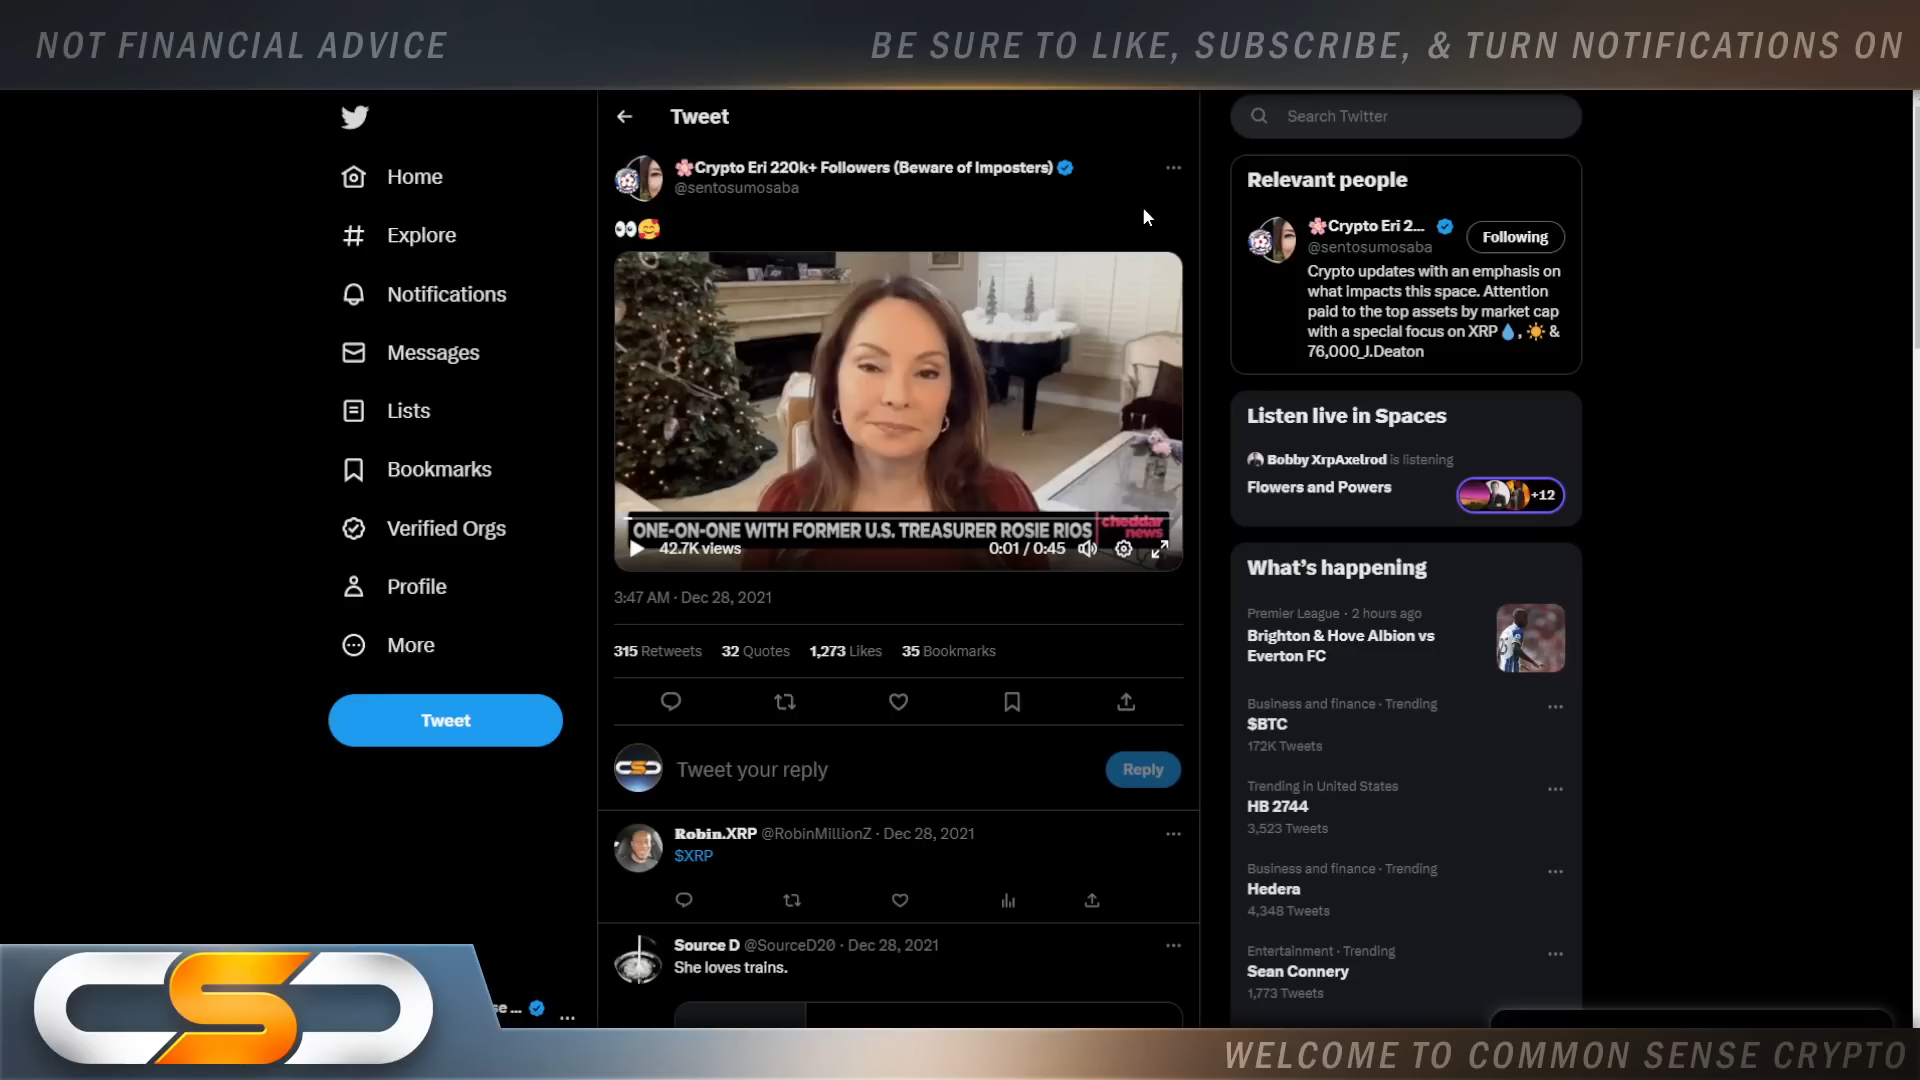 NOT FINANCIAL ADVICE
BE SURE TO LIKE, SUBSCRIBE, & TURN NOTIFICATIONS ON
Home
Explore
Notifications
Messages
Lists
Bookmarks
Verified Orgs
Profile
More
Tweet
se ...
Tweet
🌸Crypto Eri 220k+ Followers (Beware of Imposters)
@sentosumosaba
👀🥰
ONE-ON-ONE WITH FORMER U.S. TREASURER ROSIE RIOS
cheddar
news
42.7K views
0:01 / 0:45
3:47 AM · Dec 28, 2021
315 Retweets 32 Quotes 1,273 Likes 35 Bookmarks
Tweet your reply
Reply
Robin.XRP @RobinMillionZ · Dec 28, 2021
$XRP
Source D @SourceD20 · Dec 28, 2021
She loves trains.
Search Twitter
Relevant people
🌸Crypto Eri 2...
@sentosumosaba
Following
Crypto updates with an emphasis on
what impacts this space. Attention
paid to the top assets by market cap
with a special focus on XRP💧, ☀️ &
76,000_J.Deaton
Listen live in Spaces
Bobby XrpAxelrod is listening
Flowers and Powers
+12
What's happening
Premier League · 2 hours ago
Brighton & Hove Albion vs
Everton FC
Business and finance · Trending
$BTC
172K Tweets
Trending in United States
HB 2744
3,523 Tweets
Business and finance · Trending
Hedera
4,348 Tweets
Entertainment · Trending
Sean Connery
1,773 Tweets
CSC
WELCOME TO COMMON SENSE CRYPTO